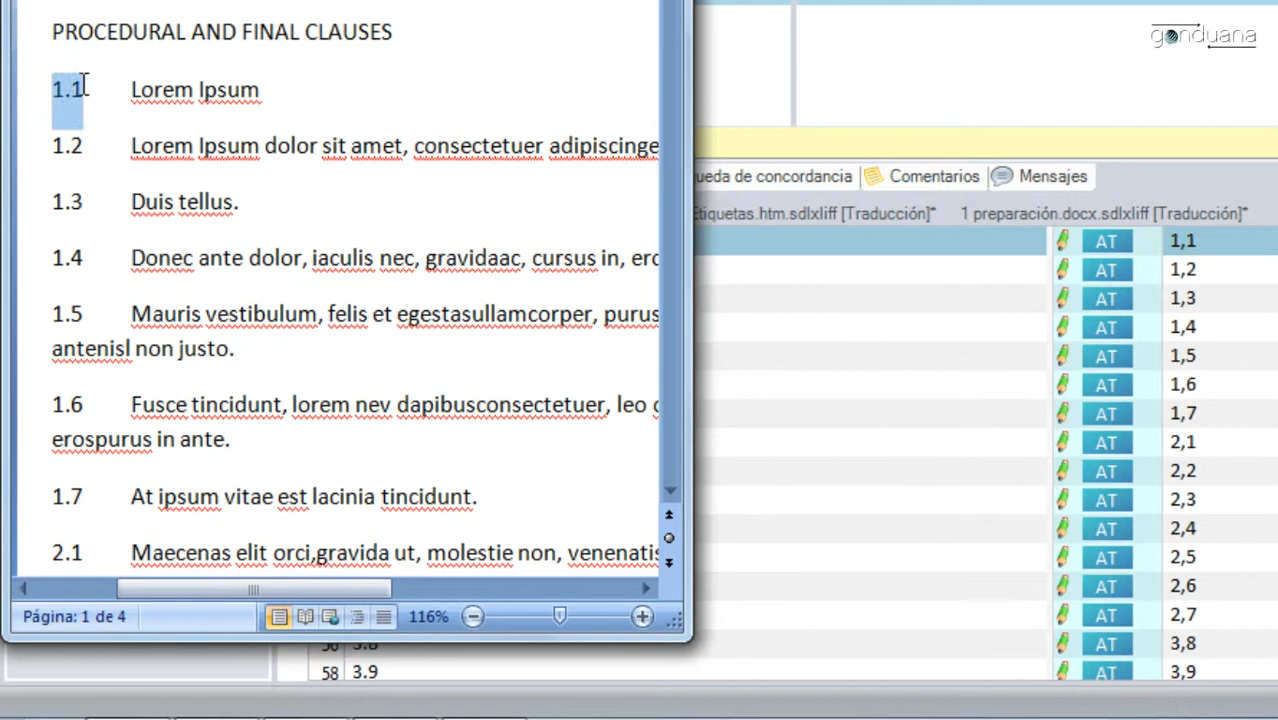 PROCEDURAL AND FINAL CLAUSES
1.1 Lorem Ipsum
1.2 Lorem Ipsum dolor sit amet, consectetuer adipiscinge
1.3 Duis tellus.
1.4 Donec ante dolor, iaculis nec, gravidaac, cursus in, erc
1.5 Mauris vestibulum, felis et egestasullamcorper, purus
antenisl non justo.
1.6 Fusce tincidunt, lorem nev dapibusconsectetuer, leo
erospurus in ante.
1.7 At ipsum vitae est lacinia tincidunt.
2.1 Maecenas elit orci,gravida ut, molestie non, venenatis
Página: 1 de 4 116%
gonduana
ueda de concordancia Comentarios Mensajes
Etiquetas.htm.sdlxliff [Traducción]* 1 preparación.docx.sdlxliff [Traducción]*
AT 1,1
AT 1,2
AT 1,3
AT 1,4
AT 1,5
AT 1,6
AT 1,7
AT 2,1
AT 2,2
AT 2,3
AT 2,4
AT 2,5
AT 2,6
AT 2,7
3.8 AT 3,8
58 3.9 AT 3,9